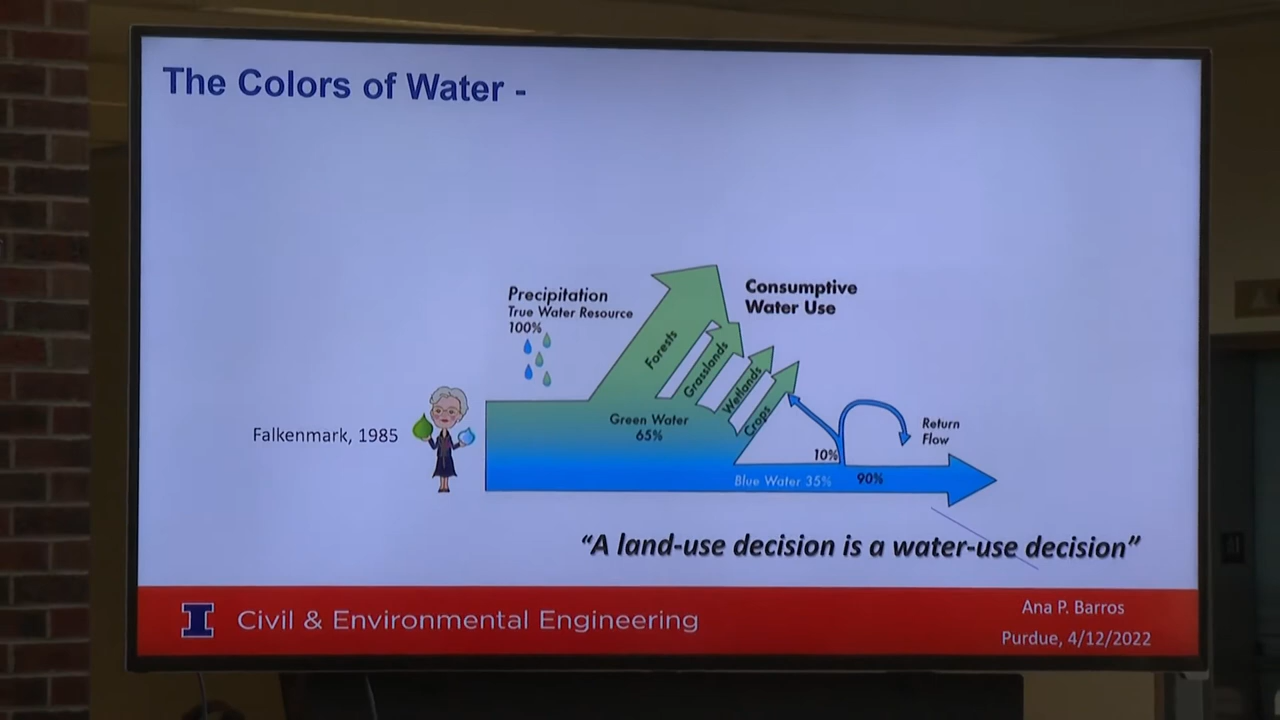 The Colors of Water -
Precipitation
True Water Resource
100%
Consumptive
Water Use
Forests
Grasslands
Wetlands
Crops
Green Water
65%
Falkenmark, 1985
Return
Flow
10%
Blue Water 35%
90%
“A land-use decision is a water-use decision”
I Civil & Environmental Engineering
Ana P. Barros
Purdue, 4/12/2022